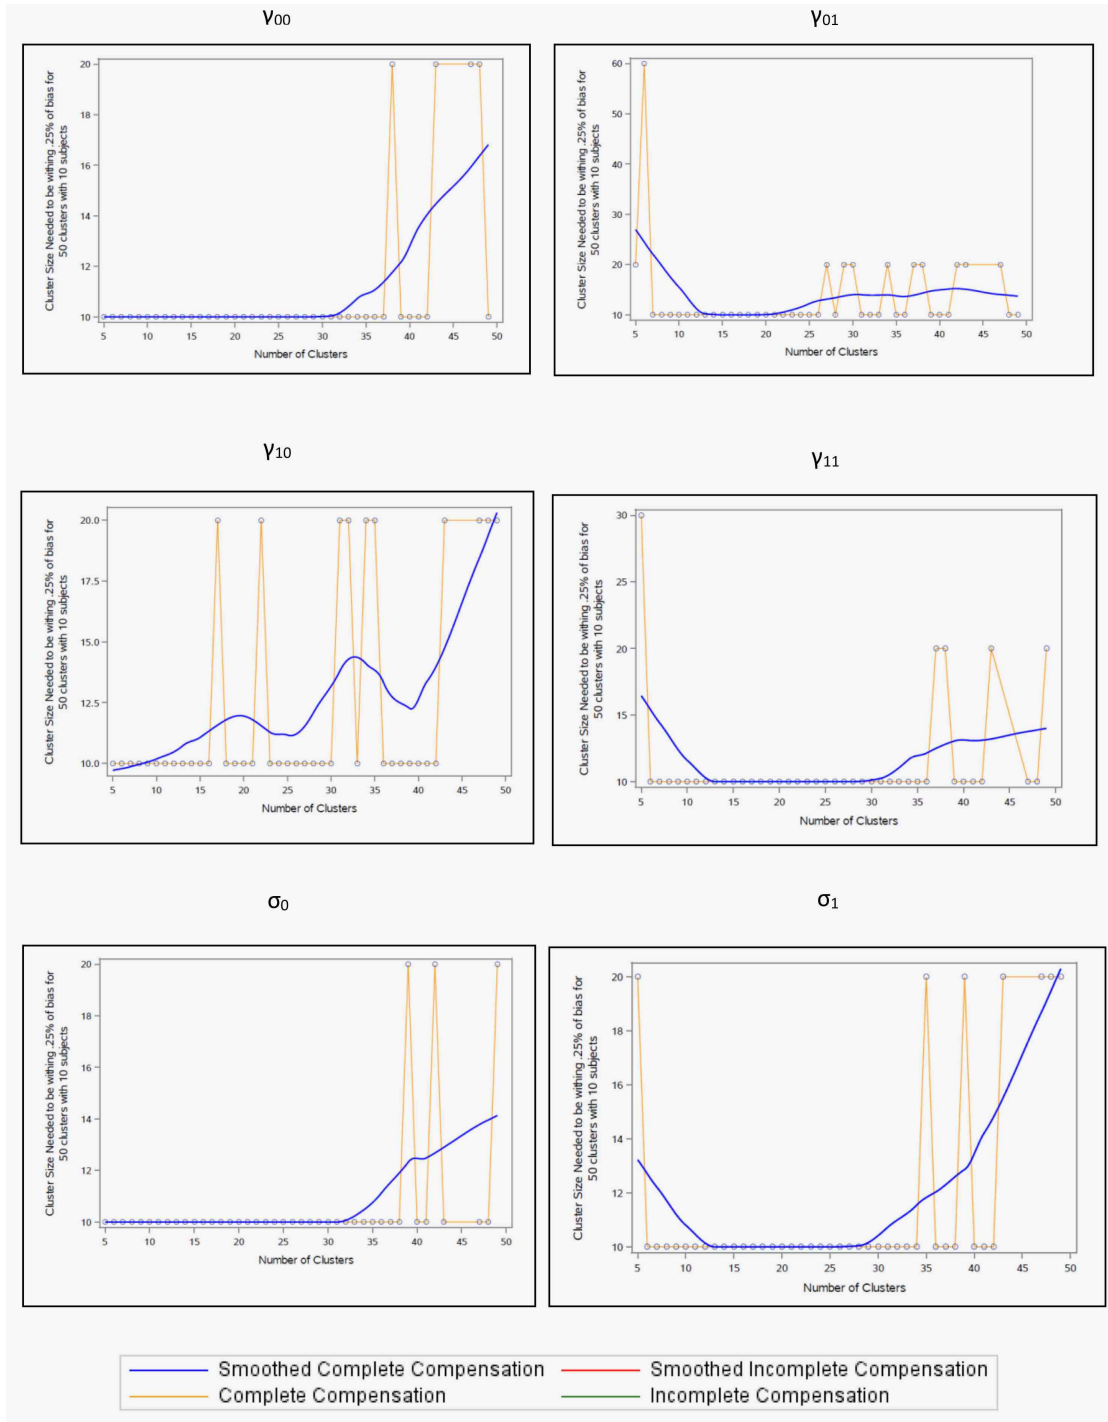 γ00
γ01
Cluster Size Needed to be withing .25% of bias for
50 clusters with 10 subjects
20
18
16
14
12
10
5 10 15 20 25 30 35 40 45 50
Number of Clusters
Cluster Size Needed to be withing .25% of bias for
50 clusters with 10 subjects
60
50
40
30
20
10
5 10 15 20 25 30 35 40 45 50
Number of Clusters
γ10
γ11
Cluster Size Needed to be withing .25% of bias for
50 clusters with 10 subjects
20.0
17.5
15.0
12.5
10.0
5 10 15 20 25 30 35 40 45 50
Number of Clusters
Cluster Size Needed to be withing .25% of bias for
50 clusters with 10 subjects
30
25
20
15
10
5 10 15 20 25 30 35 40 45 50
Number of Clusters
σ0
σ1
Cluster Size Needed to be withing .25% of bias for
50 clusters with 10 subjects
20
18
16
14
12
10
5 10 15 20 25 30 35 40 45 50
Number of Clusters
Cluster Size Needed to be withing .25% of bias for
50 clusters with 10 subjects
20
18
16
14
12
10
5 10 15 20 25 30 35 40 45 50
Number of Clusters
Smoothed Complete Compensation Smoothed Incomplete Compensation
Complete Compensation Incomplete Compensation